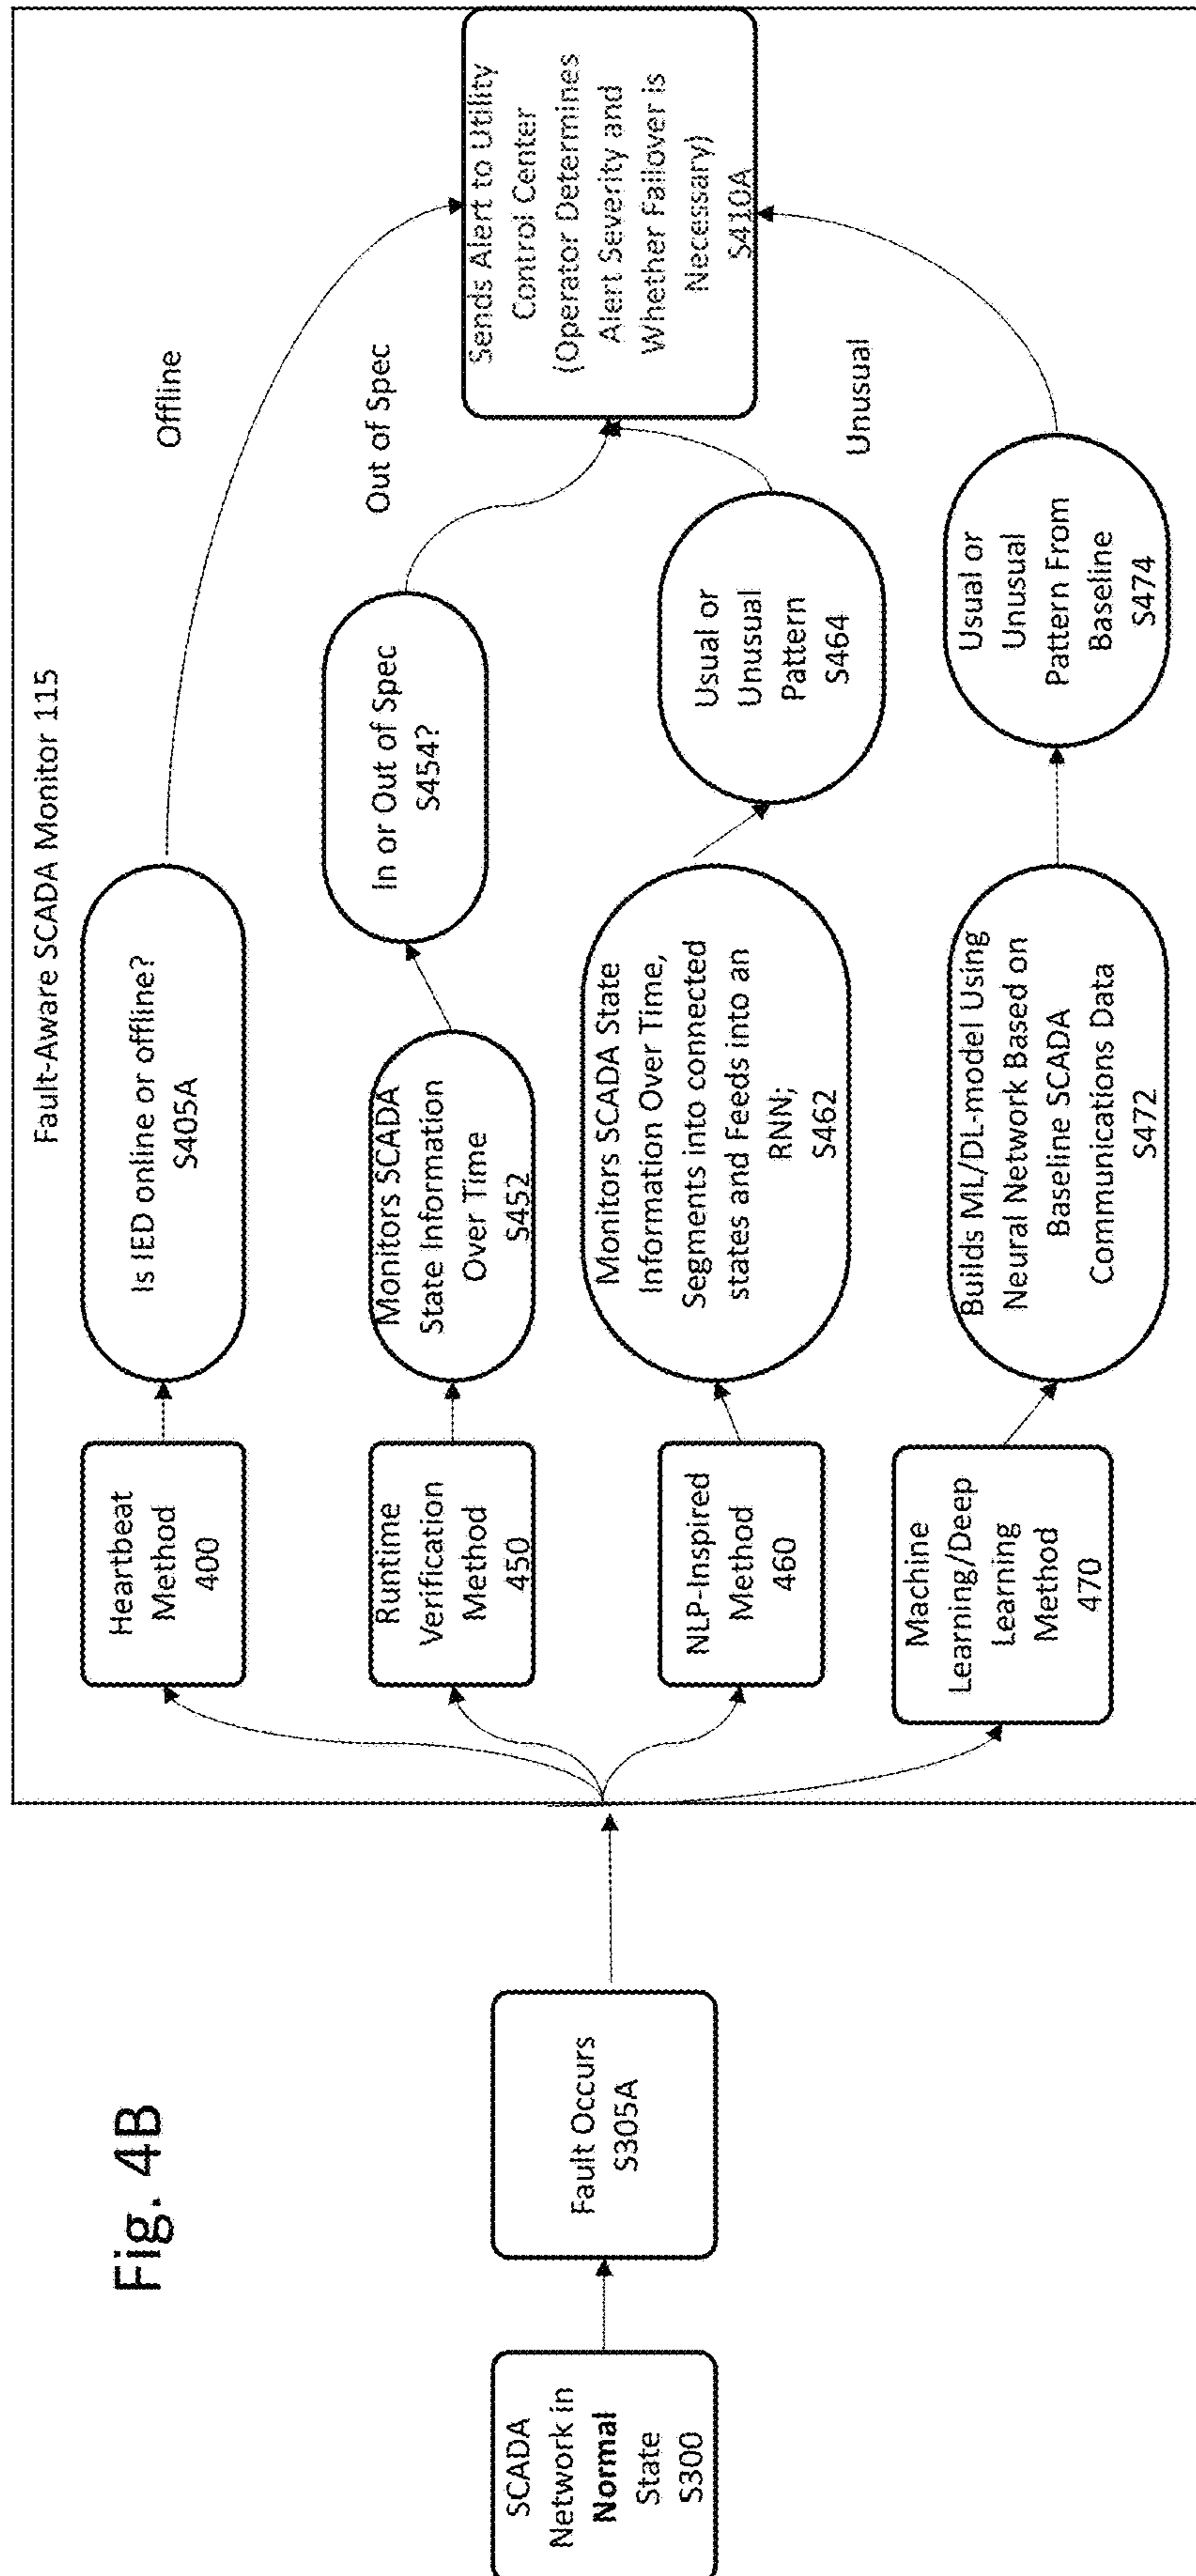 Fig. 4B
SCADA
Network in
Normal
State
S300
Fault Occurs
S305A
Fault-Aware SCADA Monitor 115
Heartbeat
Method
400
Is IED online or offline?
S405A
Offline
Runtime
Verification
Method
450
Monitors SCADA
State Information
Over Time
S452
In or Out of Spec
S454?
Out of Spec
NLP-Inspired
Method
460
Monitors SCADA State
Information Over Time,
Segments into connected
states and Feeds into an
RNN;
S462
Usual or
Unusual
Pattern
S464
Unusual
Machine
Learning/Deep
Learning
Method
470
Builds ML/DL-model Using
Neural Network Based on
Baseline SCADA
Communications Data
S472
Usual or
Unusual
Pattern From
Baseline
S474
Sends Alert to Utility
Control Center
(Operator Determines
Alert Severity and
Whether Failover is
Necessary)
S410A